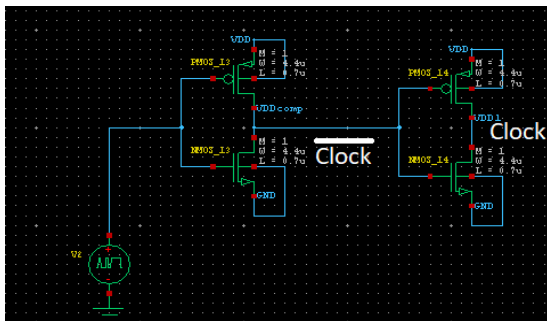 VDD
PMOS_13
M = 1
W = 4.4u
L = 0.7u
VDDcomp
NMOS_13
M = 1
W = 4.4u
L = 0.7u
GND
Clock
VDD
PMOS_14
M = 1
W = 4.4u
L = 0.7u
VDD1
Clock
NMOS_14
M = 1
W = 4.4u
L = 0.7u
GND
V2